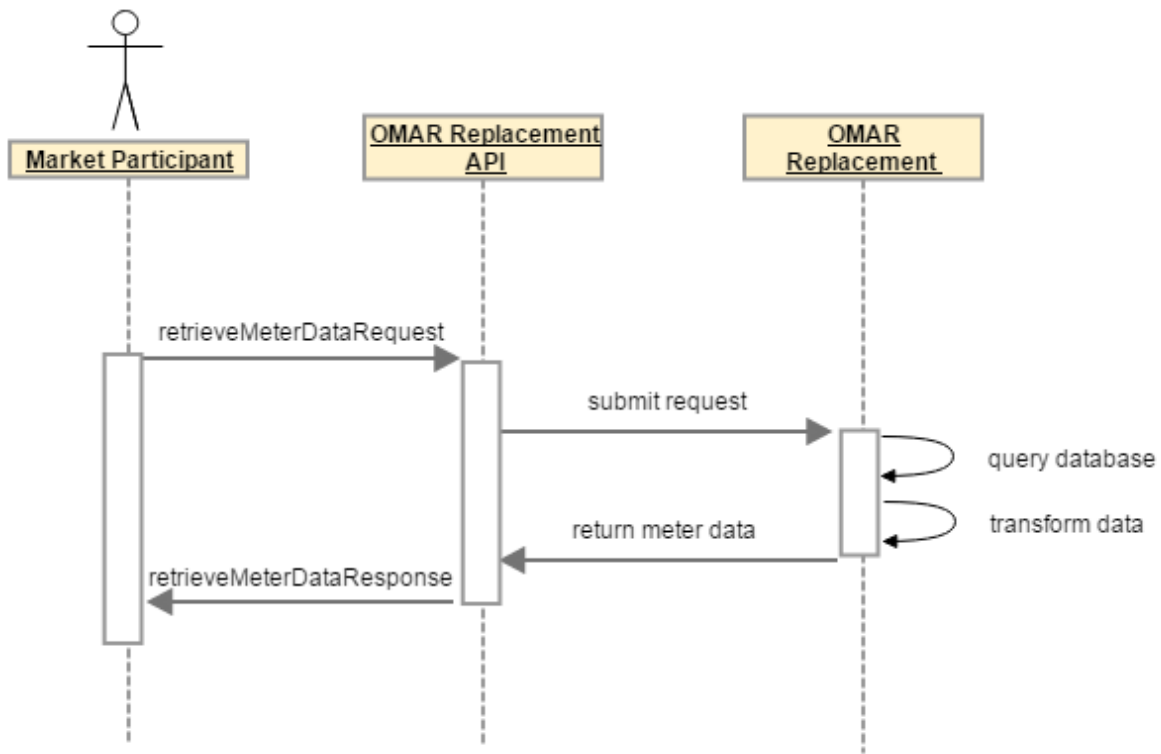 Market Participant
OMAR Replacement
API
OMAR
Replacement
retrieveMeterDataRequest
submit request
query database
transform data
return meter data
retrieveMeterDataResponse